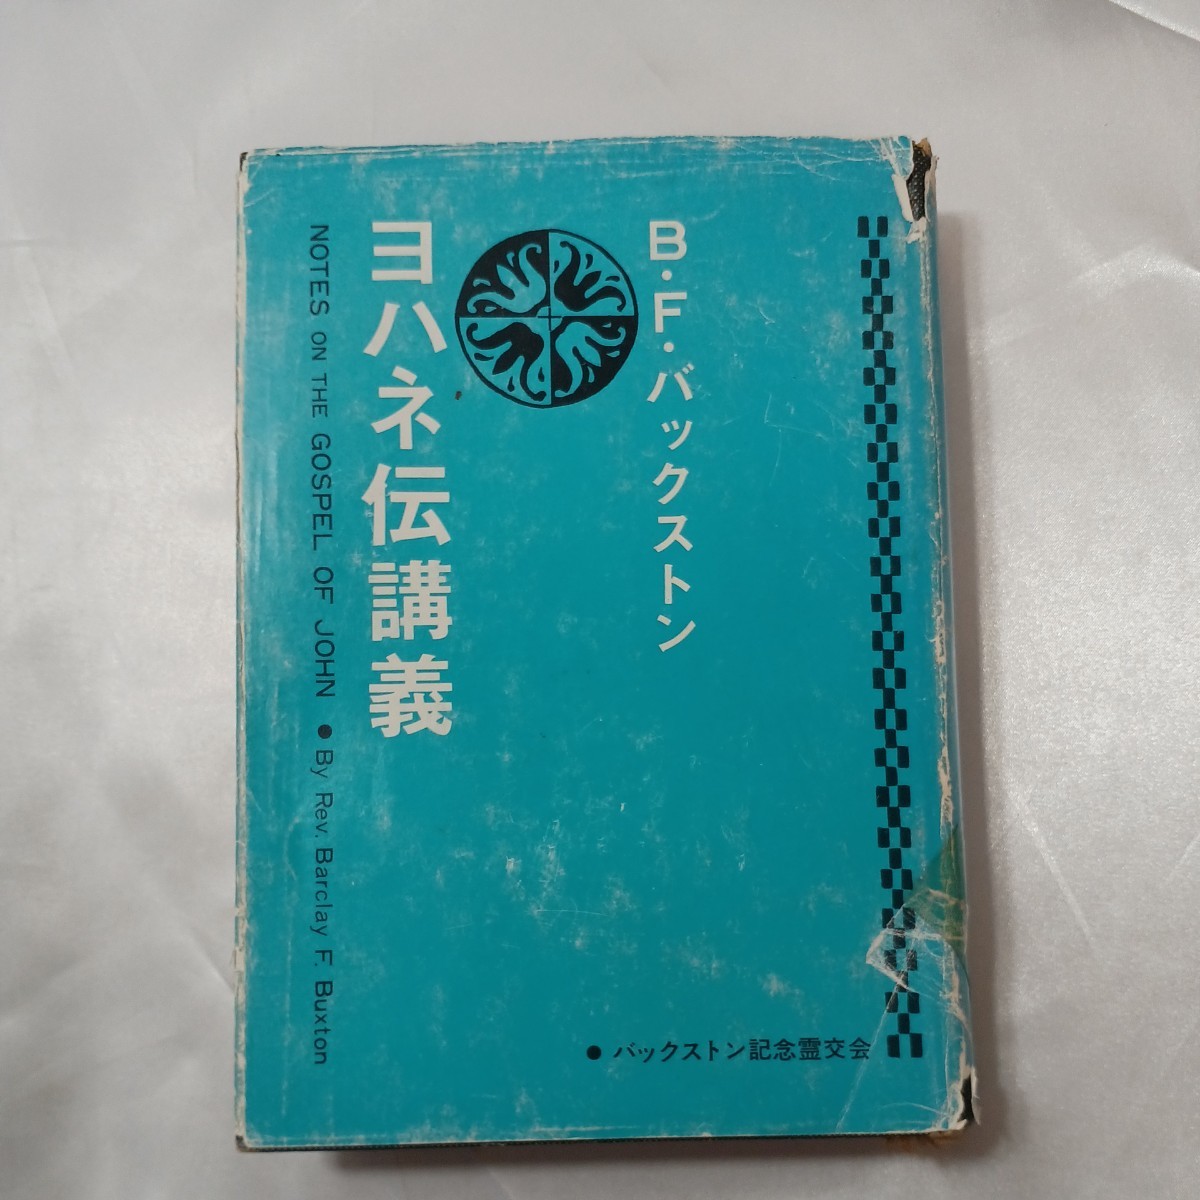 B・F・バックストン
ヨハネ伝講義
NOTES ON THE GOSPEL OF JOHN ● By Rev. Barclay F. Buxton
● バックストン記念霊交会